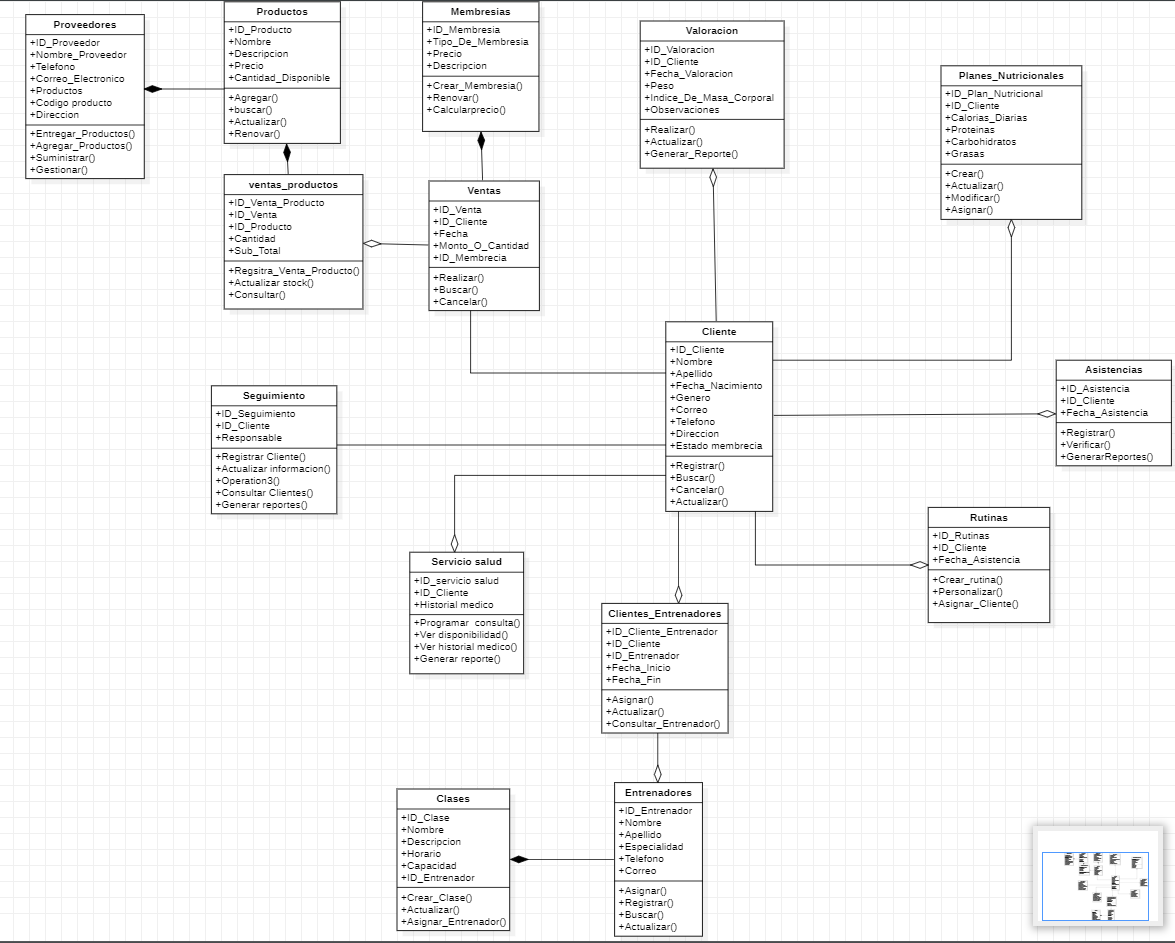 Proveedores
+ID_Proveedor
+Nombre_Proveedor
+Telefono
+Correo_Electronico
+Productos
+Codigo producto
+Direccion
+Entregar_Productos()
+Agregar_Productos()
+Suministrar()
+Gestionar()
Productos
+ID_Producto
+Nombre
+Descripcion
+Precio
+Cantidad_Disponible
+Agregar()
+buscar()
+Actualizar()
+Renovar()
Membresias
+ID_Membresia
+Tipo_De_Membresia
+Precio
+Descripcion
+Crear_Membresia()
+Renovar()
+Calcularprecio()
Valoracion
+ID_Valoracion
+ID_Cliente
+Fecha_Valoracion
+Peso
+Indice_De_Masa_Corporal
+Observaciones
+Realizar()
+Actualizar()
+Generar_Reporte()
Planes_Nutricionales
+ID_Plan_Nutricional
+ID_Cliente
+Calorias_Diarias
+Proteinas
+Carbohidratos
+Grasas
+Crear()
+Actualizar()
+Modificar()
+Asignar()
ventas_productos
+ID_Venta_Producto
+ID_Venta
+ID_Producto
+Cantidad
+Sub_Total
+Regsitra_Venta_Producto()
+Actualizar stock()
+Consultar()
Ventas
+ID_Venta
+ID_Cliente
+Fecha
+Monto_O_Cantidad
+ID_Membrecia
+Realizar()
+Buscar()
+Cancelar()
Cliente
+ID_Cliente
+Nombre
+Apellido
+Fecha_Nacimiento
+Genero
+Correo
+Telefono
+Direccion
+Estado membrecia
+Registrar()
+Buscar()
+Cancelar()
+Actualizar()
Asistencias
+ID_Asistencia
+ID_Cliente
+Fecha_Asistencia
+Registrar()
+Verificar()
+GenerarReportes()
Seguimiento
+ID_Seguimiento
+ID_Cliente
+Responsable
+Registrar Cliente()
+Actualizar informacion()
+Operation3()
+Consultar Clientes()
+Generar reportes()
Rutinas
+ID_Rutinas
+ID_Cliente
+Fecha_Asistencia
+Crear_rutina()
+Personalizar()
+Asignar_Cliente()
Servicio salud
+ID_servicio salud
+ID_Cliente
+Historial medico
+Programar  consulta()
+Ver disponibilidad()
+Ver historial medico()
+Generar reporte()
Clientes_Entrenadores
+ID_Cliente_Entrenador
+ID_Cliente
+ID_Entrenador
+Fecha_Inicio
+Fecha_Fin
+Asignar()
+Actualizar()
+Consultar_Entrenador()
Clases
+ID_Clase
+Nombre
+Descripcion
+Horario
+Capacidad
+ID_Entrenador
+Crear_Clase()
+Actualizar()
+Asignar_Entrenador()
Entrenadores
+ID_Entrenador
+Nombre
+Apellido
+Especialidad
+Telefono
+Correo
+Asignar()
+Registrar()
+Buscar()
+Actualizar()